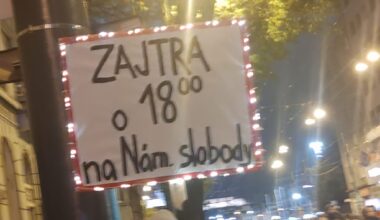 ZAJTRA
o 18⁰⁰
na Nám. slobody